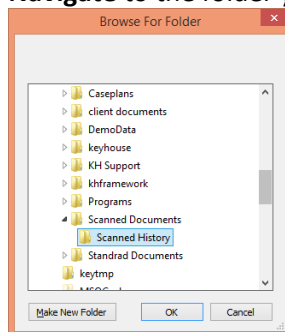 Navigate to the folder
Browse For Folder
Caseplans
client documents
DemoData
keyhouse
KH Support
khframework
Programs
Scanned Documents
Scanned History
Standrad Documents
keytmp
Make New Folder
OK
Cancel